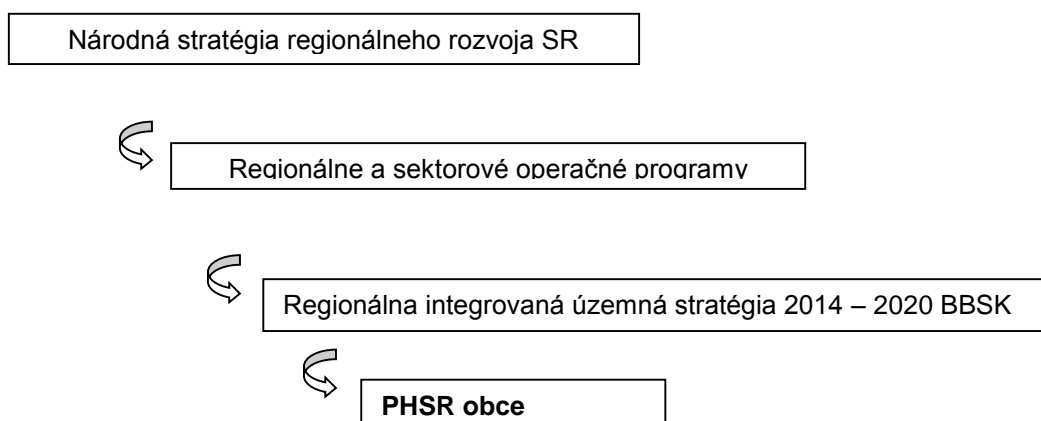 Národná stratégia regionálneho rozvoja SR
Regionálne a sektorové operačné programy
Regionálna integrovaná územná stratégia 2014 – 2020 BBSK
PHSR obce